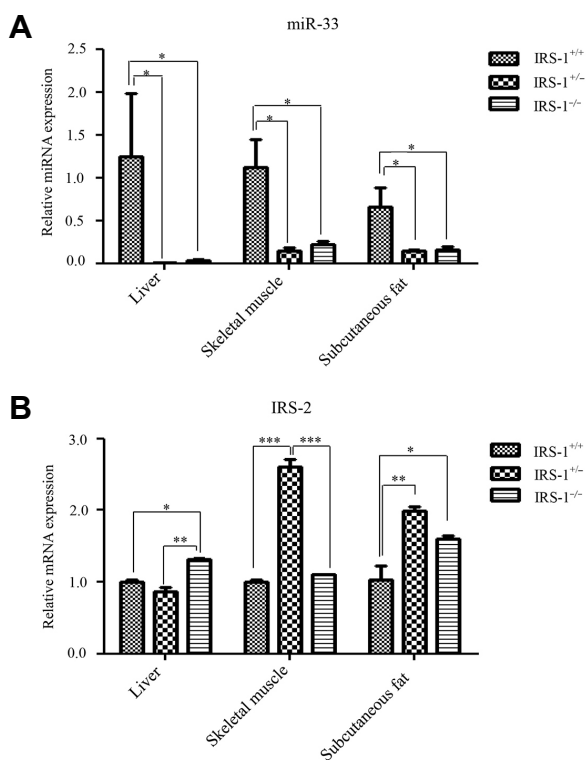 A
miR-33
Relative miRNA expression
2.5
2.0
1.5
1.0
0.5
0.0
*
*
*
*
*
*
IRS-1+/+
IRS-1+/−
IRS-1−/−
Liver
Skeletal muscle
Subcutaneous fat
B
IRS-2
Relative mRNA expression
3.0
2.0
1.0
0.0
*
**
***
***
*
**
IRS-1+/+
IRS-1+/−
IRS-1−/−
Liver
Skeletal muscle
Subcutaneous fat